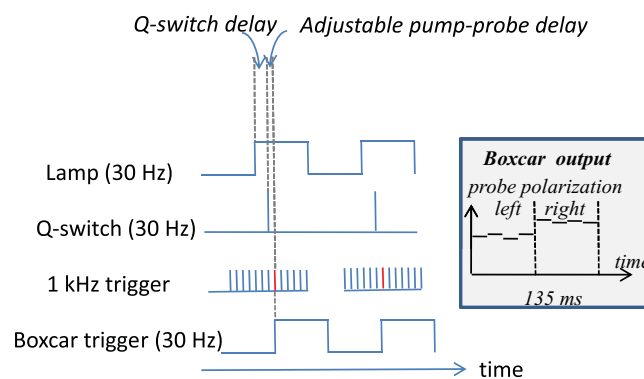 Q-switch delay
Adjustable pump-probe delay
Lamp (30 Hz)
Q-switch (30 Hz)
1 kHz trigger
Boxcar trigger (30 Hz)
time
Boxcar output
probe polarization
left right
time
135 ms